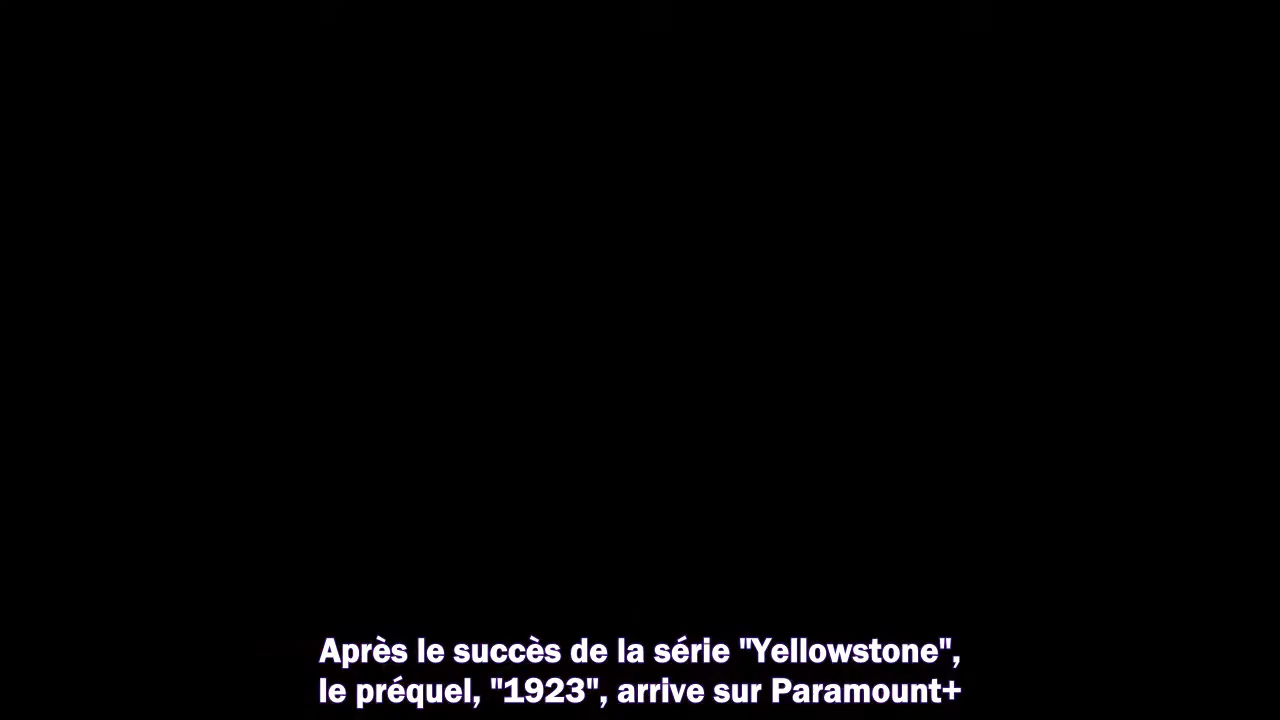 Après le succès de la série "Yellowstone",
le préquel, "1923", arrive sur Paramount+